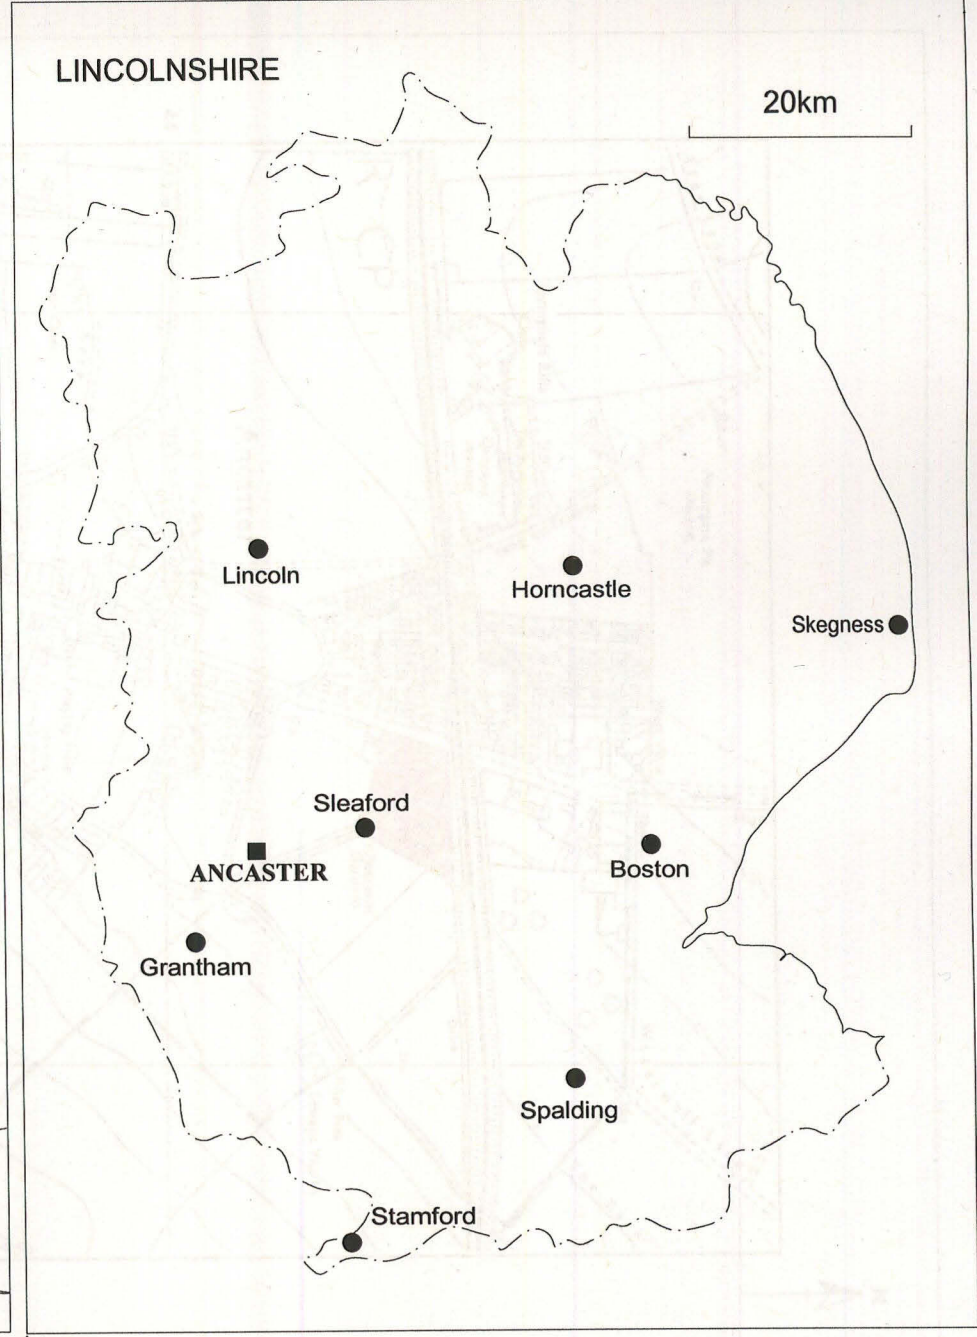 LINCOLNSHIRE
20km
Lincoln
Horncastle
Skegness
Sleaford
ANCASTER
Boston
Grantham
Spalding
Stamford